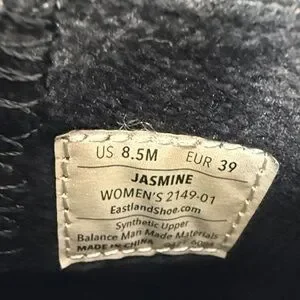 US 8.5M EUR 39
JASMINE
WOMEN'S 2149-01
EastlandShoe.com
Synthetic Upper
Balance Man Made Materials
MADE IN CHINA